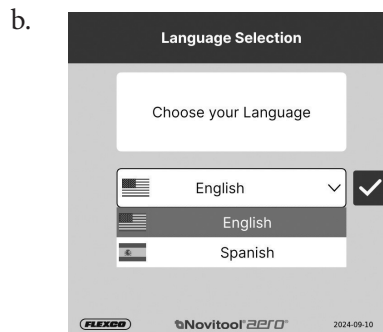 b.
Language Selection
Choose your Language
English
English
Spanish
FLEXCO Novitool® aero® 2024-09-10